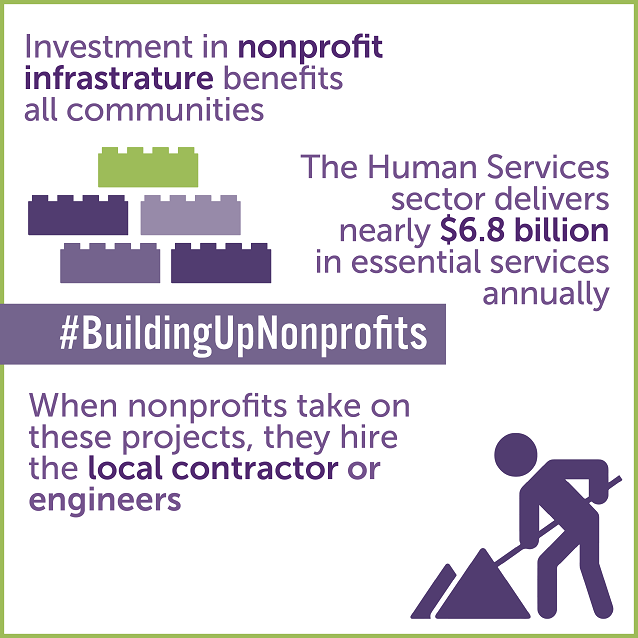 Investment in nonprofit
infrastrature benefits
all communities
The Human Services
sector delivers
nearly $6.8 billion
in essential services
annually
#BuildingUpNonprofits
When nonprofits take on
these projects, they hire
the local contractor or
engineers